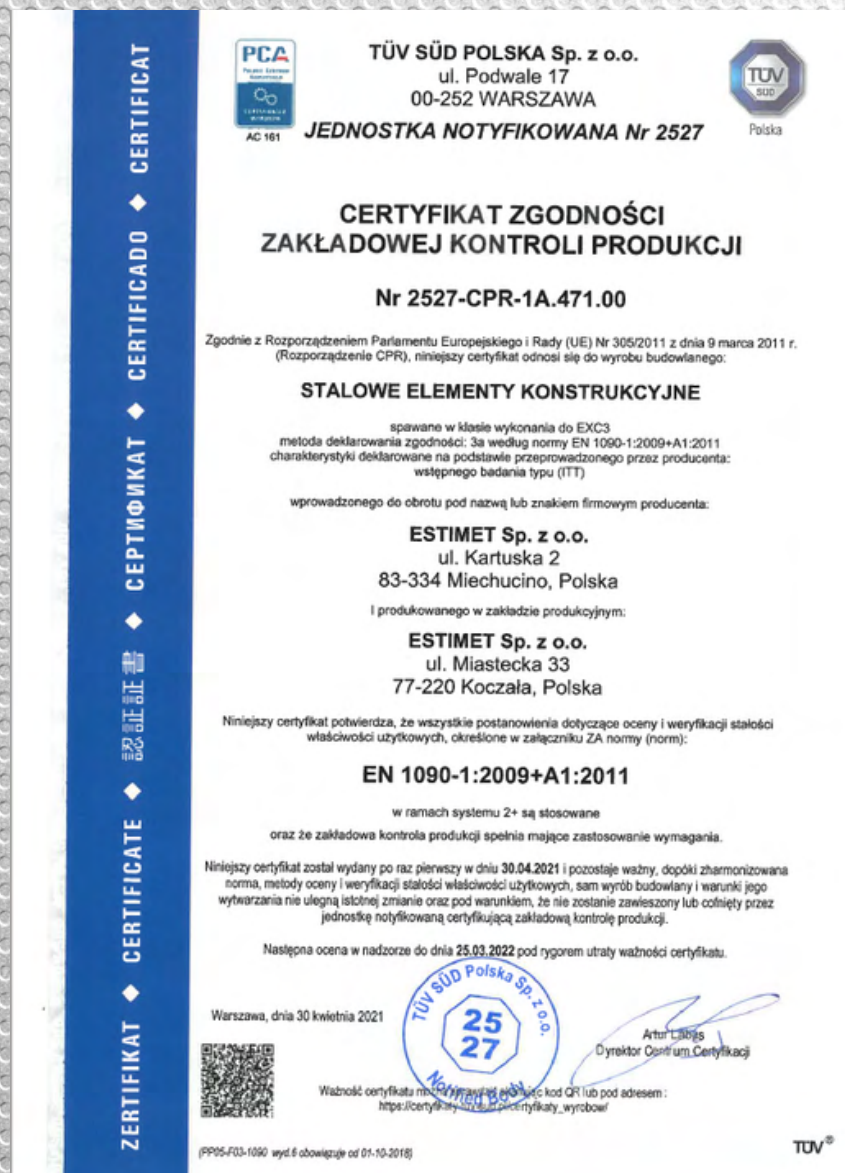 ZERTIFIKAT ◆ CERTIFICATE ◆ 認証証書 ◆ СЕРТИФИКАТ ◆ CERTIFICADO ◆ CERTIFICAT
PCA
AC 161
TÜV SÜD POLSKA Sp. z o.o.
ul. Podwale 17
00-252 WARSZAWA
JEDNOSTKA NOTYFIKOWANA Nr 2527
TÜV
SÜD
Polska
CERTYFIKAT ZGODNOŚCI
ZAKŁADOWEJ KONTROLI PRODUKCJI
Nr 2527-CPR-1A.471.00
Zgodnie z Rozporządzeniem Parlamentu Europejskiego i Rady (UE) Nr 305/2011 z dnia 9 marca 2011 r.
(Rozporządzenie CPR), niniejszy certyfikat odnosi się do wyrobu budowlanego:
STALOWE ELEMENTY KONSTRUKCYJNE
spawane w klasie wykonania do EXC3
metoda deklarowania zgodności: 3a według normy EN 1090-1:2009+A1:2011
charakterystyki deklarowane na podstawie przeprowadzonego przez producenta:
wstępnego badania typu (ITT)
wprowadzonego do obrotu pod nazwą lub znakiem firmowym producenta:
ESTIMET Sp. z o.o.
ul. Kartuska 2
83-334 Miechucino, Polska
I produkowanego w zakładzie produkcyjnym:
ESTIMET Sp. z o.o.
ul. Miastecka 33
77-220 Koczała, Polska
Niniejszy certyfikat potwierdza, że wszystkie postanowienia dotyczące oceny i weryfikacji stałości
właściwości użytkowych, określone w załączniku ZA normy (norm):
EN 1090-1:2009+A1:2011
w ramach systemu 2+ są stosowane
oraz że zakładowa kontrola produkcji spełnia mające zastosowanie wymagania.
Niniejszy certyfikat został wydany po raz pierwszy w dniu 30.04.2021 i pozostaje ważny, dopóki zharmonizowana
norma, metody oceny i weryfikacji stałości właściwości użytkowych, sam wyrób budowlany i warunki jego
wytwarzania nie ulegną istotnej zmianie oraz pod warunkiem, że nie zostanie zawieszony lub cofnięty przez
jednostkę notyfikowaną certyfikującą zakładową kontrolę produkcji.
Następna ocena w nadzorze do dnia 25.03.2022 pod rygorem utraty ważności certyfikatu.
TÜV SÜD Polska Sp. z o.o.
25
27
Notified Body
Warszawa, dnia 30 kwietnia 2021
Artur Labus
Dyrektor Centrum Certyfikacji
Ważność certyfikatu można kod QR lub pod adresem :
(PP05-F03-1090 wyd.6 obowiązuje od 01-10-2018)
TÜV®